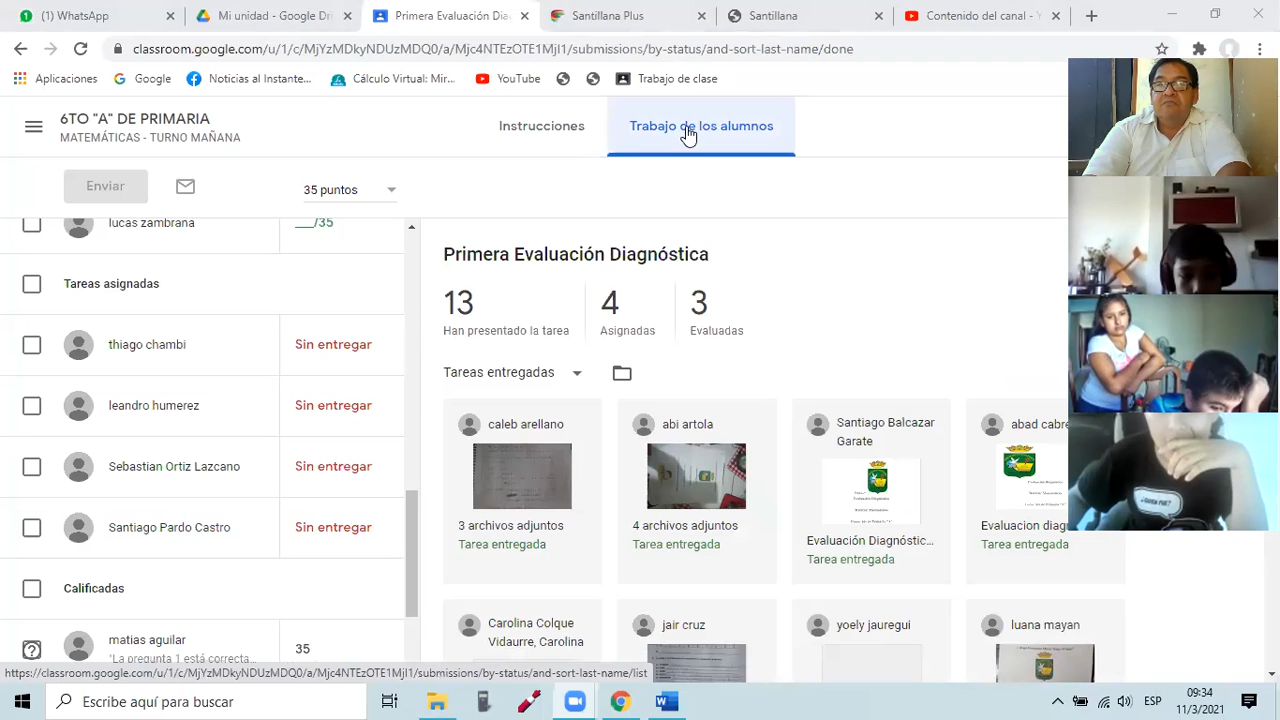 (1) WhatsApp
Mi unidad - Google Dri
Primera Evaluación Dia
Santillana Plus
Santillana
Contenido del canal - Y
classroom.google.com/u/1/c/MjYzMDkyNDUzMDQ0/a/Mjc4NTEzOTE1MjI1/submissions/by-status/and-sort-last-name/done
Aplicaciones
Google
Noticias al Instante...
Cálculo Virtual: Mir...
YouTube
Trabajo de clase
6TO "A" DE PRIMARIA
MATEMÁTICAS - TURNO MAÑANA
Instrucciones
Trabajo de los alumnos
Enviar
35 puntos
lucas zambrana
__/35
Tareas asignadas
thiago chambi
Sin entregar
leandro humerez
Sin entregar
Sebastian Ortiz Lazcano
Sin entregar
Santiago Pardo Castro
Sin entregar
Calificadas
matias aguilar
35
"La pregunta 1 está correcta...
Primera Evaluación Diagnóstica
13
4
3
Han presentado la tarea
Asignadas
Evaluadas
Tareas entregadas
caleb arellano
3 archivos adjuntos
Tarea entregada
abi artola
4 archivos adjuntos
Tarea entregada
Santiago Balcazar
Garate
Evaluación Diagnóstic...
Tarea entregada
abad cabre
Evaluacion diagn
Tarea entregada
Carolina Colque
Vidaurre, Carolina
jair cruz
yoely jauregui
luana mayan
https://classroom.google.com/u/1/c/MjYzMDkyNDUzMDQ0/a/Mjc4NTEzOTE1MjI1/submissions/by-status/and-sort-last-name/list
Escribe aquí para buscar
ESP
09:34
11/3/2021